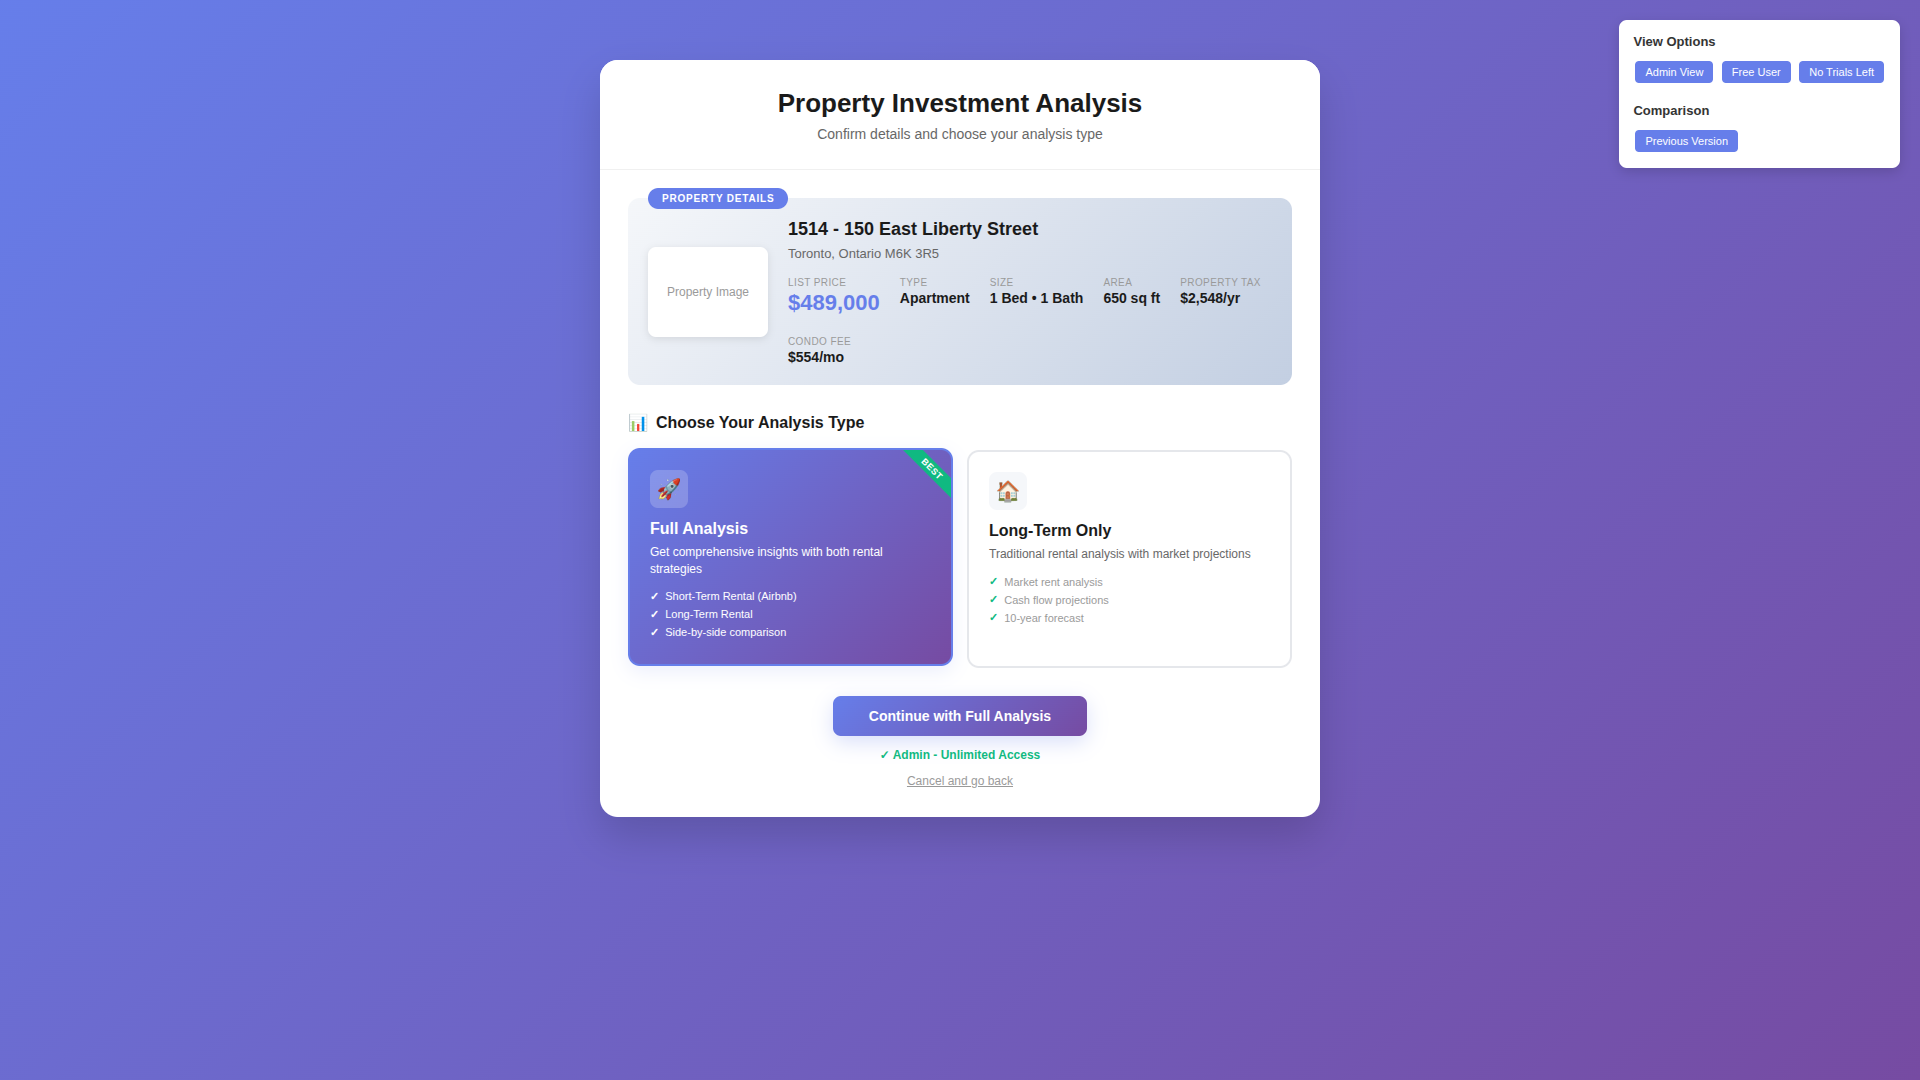 View Options
Admin View
Free User
No Trials Left
Comparison
Previous Version
Property Investment Analysis
Confirm details and choose your analysis type
PROPERTY DETAILS
Property Image
1514 - 150 East Liberty Street
Toronto, Ontario M6K 3R5
LIST PRICE
$489,000
TYPE
Apartment
SIZE
1 Bed • 1 Bath
AREA
650 sq ft
PROPERTY TAX
$2,548/yr
CONDO FEE
$554/mo
📊 Choose Your Analysis Type
BEST
Full Analysis
Get comprehensive insights with both rental
strategies
✓ Short-Term Rental (Airbnb)
✓ Long-Term Rental
✓ Side-by-side comparison
Long-Term Only
Traditional rental analysis with market projections
✓ Market rent analysis
✓ Cash flow projections
✓ 10-year forecast
Continue with Full Analysis
✓ Admin - Unlimited Access
Cancel and go back